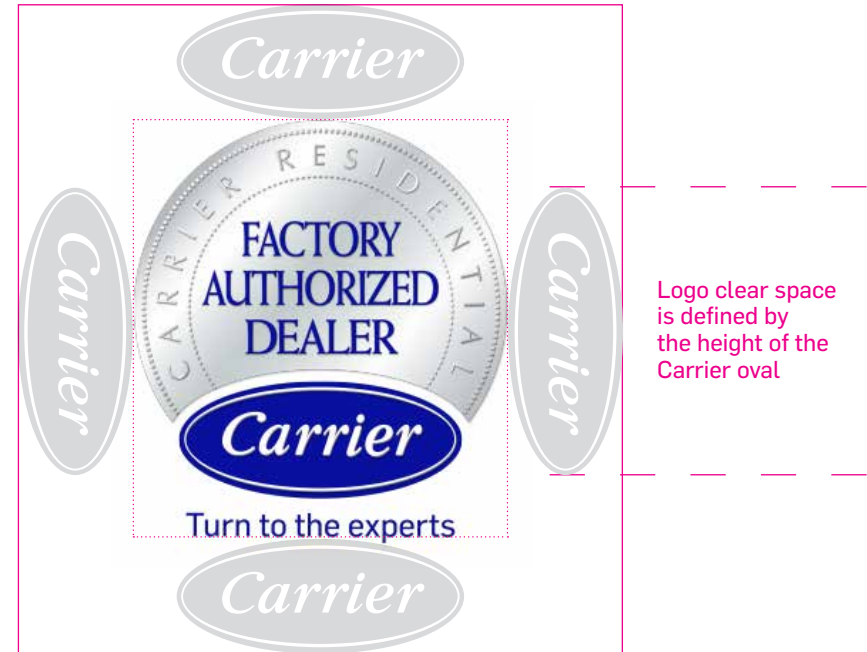 Carrier
CARRIER RESIDENTIAL
FACTORY
AUTHORIZED
DEALER
Carrier
Carrier
Carrier
Turn to the experts
Carrier
Logo clear space
is defined by
the height of the
Carrier oval